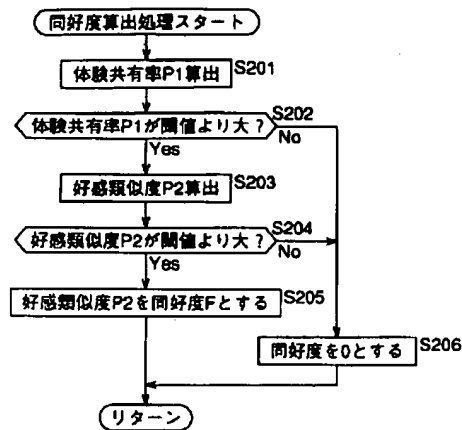 同好度算出処理スタート
体験共有率P1算出
S201
体験共有率P1が閾値より大？
S202
Yes
No
好感類似度P2算出
S203
好感類似度P2が閾値より大？
S204
Yes
No
好感類似度P2を同好度Fとする
S205
同好度を0とする
S206
リターン